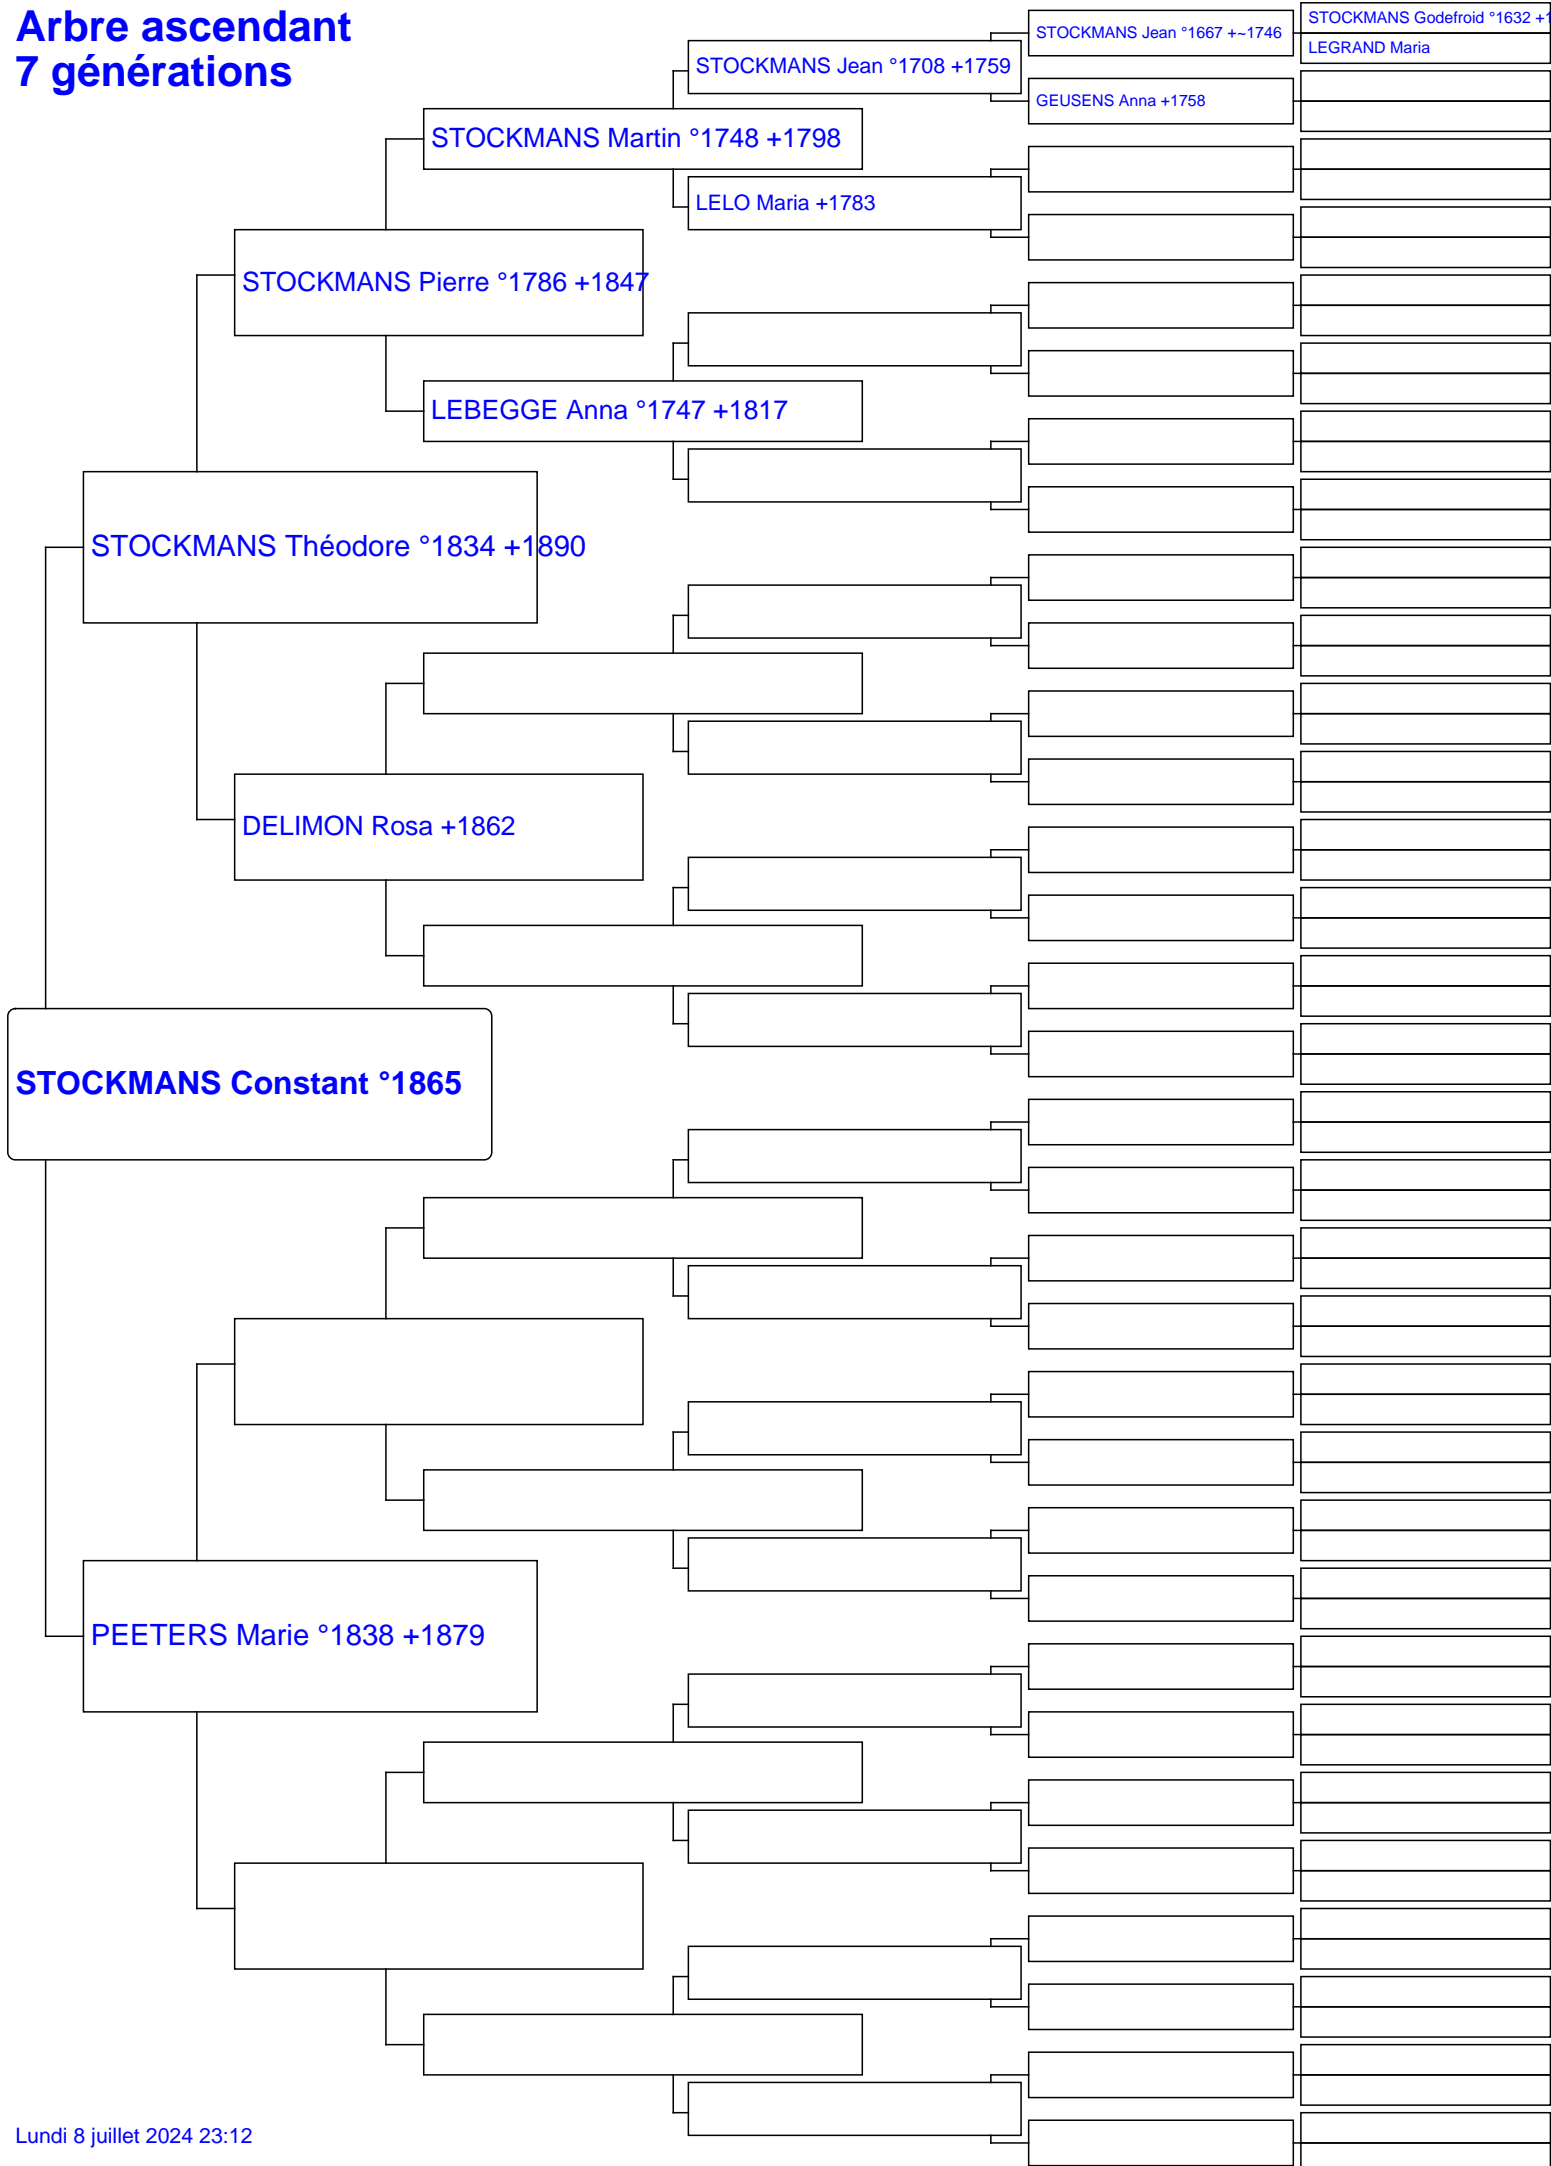 Arbre ascendant
7 générations
STOCKMANS Godefroid °1632
STOCKMANS Jean °1667 +~1746
LEGRAND Maria
STOCKMANS Jean °1708 +1759
GEUSENS Anna +1758
STOCKMANS Martin °1748 +1798
LELO Maria +1783
STOCKMANS Pierre °1786 +1847
LEBEGGE Anna °1747 +1817
STOCKMANS Théodore °1834 +1890
DELIMON Rosa +1862
STOCKMANS Constant °1865
PEETERS Marie °1838 +1879
Lundi 8 juillet 2024 23:12